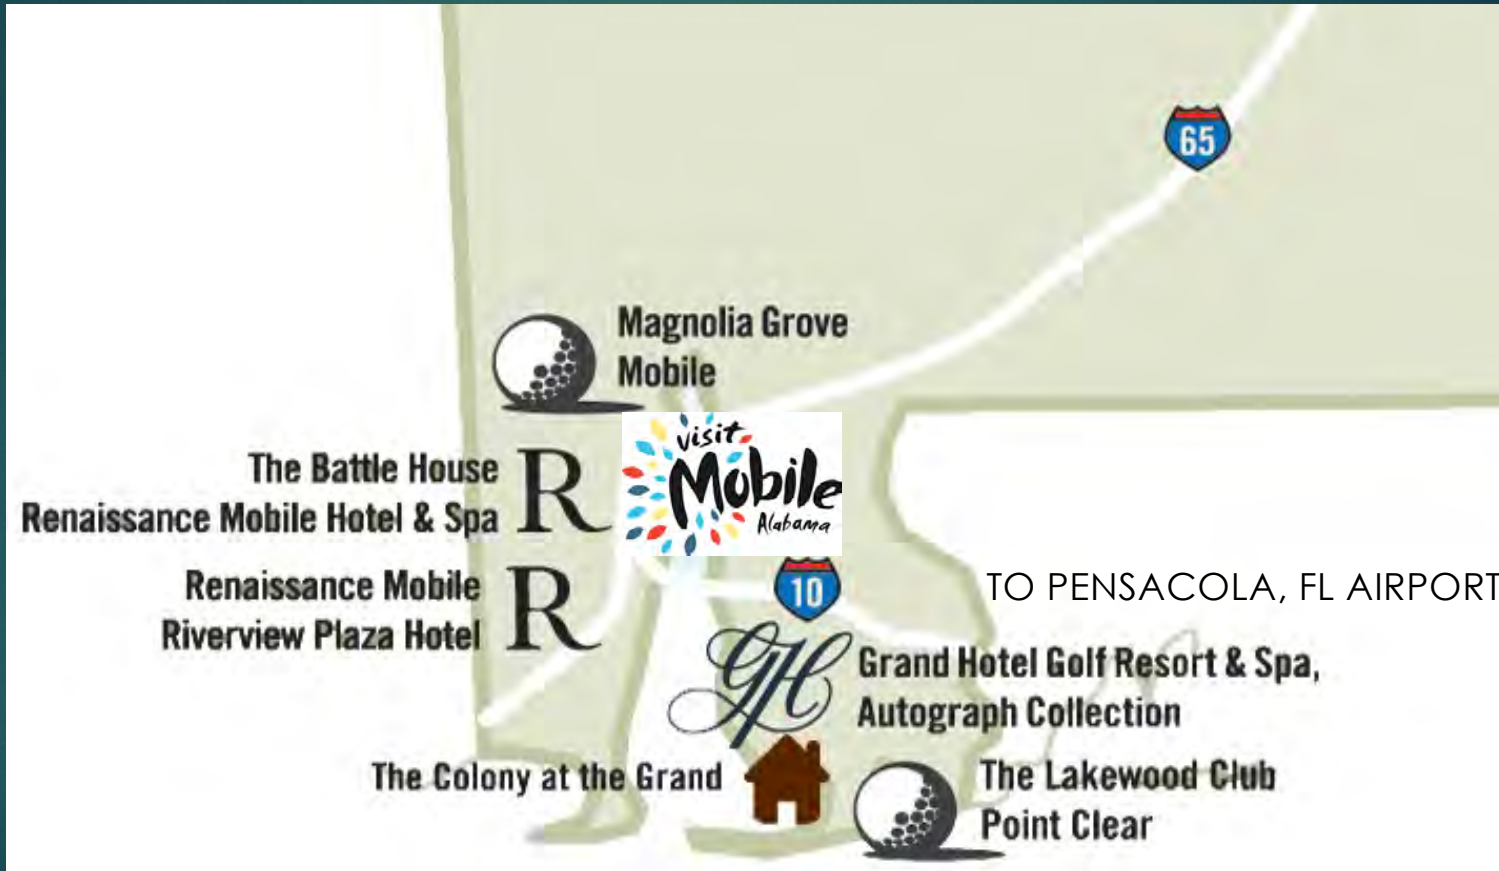 65
Magnolia Grove
Mobile
visit
Mobile
Alabama
The Battle House
Renaissance Mobile Hotel & Spa
R
Renaissance Mobile
Riverview Plaza Hotel
R
10
TO PENSACOLA, FL AIRPORT
GH
Grand Hotel Golf Resort & Spa,
Autograph Collection
The Colony at the Grand
The Lakewood Club
Point Clear